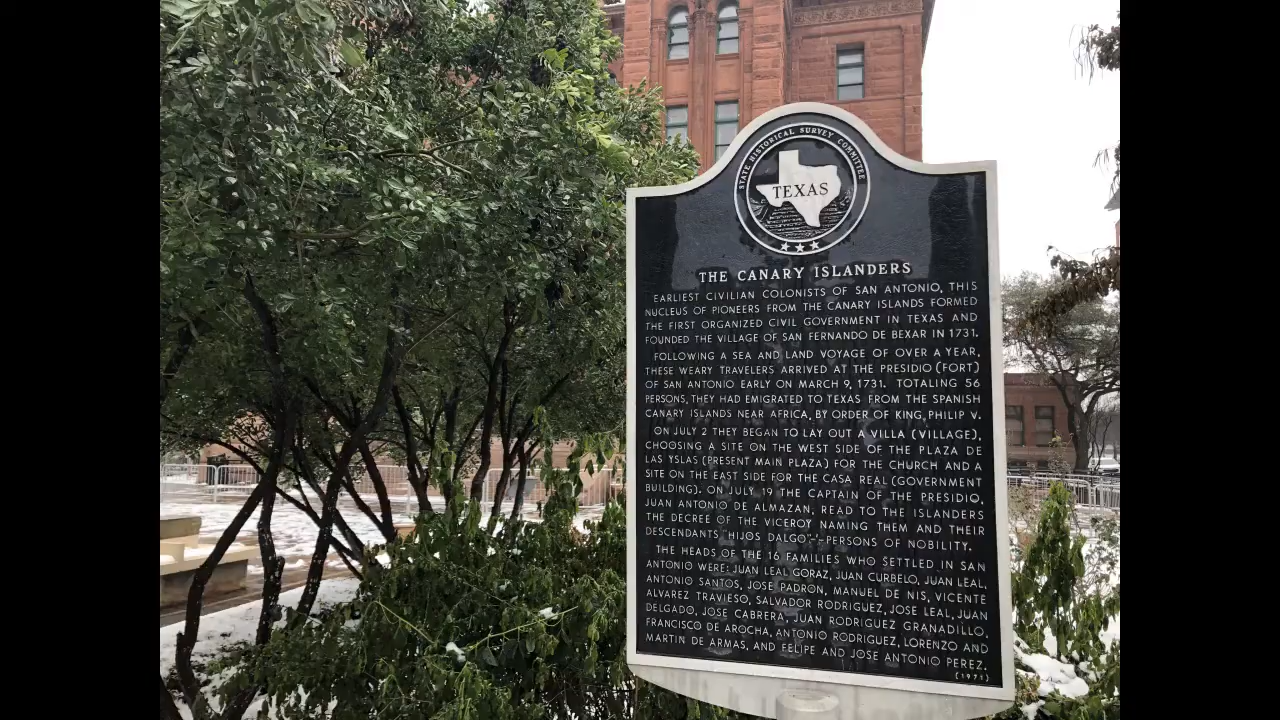 STATE HISTORICAL SURVEY COMMITTEE
TEXAS
THE CANARY ISLANDERS
EARLIEST CIVILIAN COLONISTS OF SAN ANTONIO, THIS
NUCLEUS OF PIONEERS FROM THE CANARY ISLANDS FORMED
THE FIRST ORGANIZED CIVIL GOVERNMENT IN TEXAS AND
FOUNDED THE VILLAGE OF SAN FERNANDO DE BEXAR IN 1731.
FOLLOWING A SEA AND LAND VOYAGE OF OVER A YEAR,
THESE WEARY TRAVELERS ARRIVED AT THE PRESIDIO (FORT)
OF SAN ANTONIO EARLY ON MARCH 9, 1731. TOTALING 56
PERSONS, THEY HAD EMIGRATED TO TEXAS FROM THE SPANISH
CANARY ISLANDS NEAR AFRICA, BY ORDER OF KING, PHILIP V.
ON JULY 2 THEY BEGAN TO LAY OUT A VILLA (VILLAGE),
CHOOSING A SITE ON THE WEST SIDE OF THE PLAZA DE
LAS YSLAS (PRESENT MAIN PLAZA) FOR THE CHURCH AND A
SITE ON THE EAST SIDE FOR THE CASA REAL (GOVERNMENT
BUILDING). ON JULY 19 THE CAPTAIN OF THE PRESIDIO,
JUAN ANTONIO DE ALMAZAN, READ TO THE ISLANDERS
THE DECREE OF THE VICEROY NAMING THEM AND THEIR
DESCENDANTS "HIJOS DALGO"--PERSONS OF NOBILITY.
THE HEADS OF THE 16 FAMILIES WHO SETTLED IN SAN
ANTONIO WERE: JUAN LEAL GORAZ, JUAN CURBELO, JUAN LEAL,
ANTONIO SANTOS, JOSE PADRON, MANUEL DE NIS, VICENTE
ALVAREZ TRAVIESO, SALVADOR RODRIGUEZ, JOSE LEAL, JUAN
DELGADO, JOSE CABRERA, JUAN RODRIGUEZ GRANADILLO,
FRANCISCO DE AROCHA, ANTONIO RODRIGUEZ, LORENZO AND
MARTIN DE ARMAS, AND FELIPE AND JOSE ANTONIO PEREZ.
(1971)